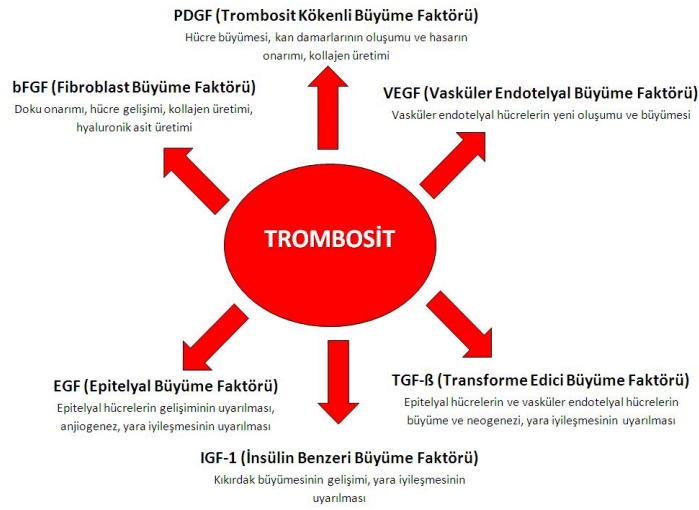 PDGF (Trombosit Kökenli Büyüme Faktörü)
Hücre büyümesi, kan damarlarının oluşumu ve hasarın
onarımı, kollajen üretimi
bFGF (Fibroblast Büyüme Faktörü)
Doku onarımı, hücre gelişimi, kollajen üretimi,
hyaluronik asit üretimi
VEGF (Vasküler Endotelyal Büyüme Faktörü)
Vasküler endotelyal hücrelerin yeni oluşumu ve büyümesi
TROMBOSİT
EGF (Epitelyal Büyüme Faktörü)
Epitelyal hücrelerin gelişiminin uyarılması,
anjiogenez, yara iyileşmesinin uyarılması
TGF-ß (Transforme Edici Büyüme Faktörü)
Epitelyal hücrelerin ve vasküler endotelyal hücrelerin
büyüme ve neogenezi, yara iyileşmesinin uyarılması
IGF-1 (İnsülin Benzeri Büyüme Faktörü)
Kıkırdak büyümesinin gelişimi, yara iyileşmesinin
uyarılması